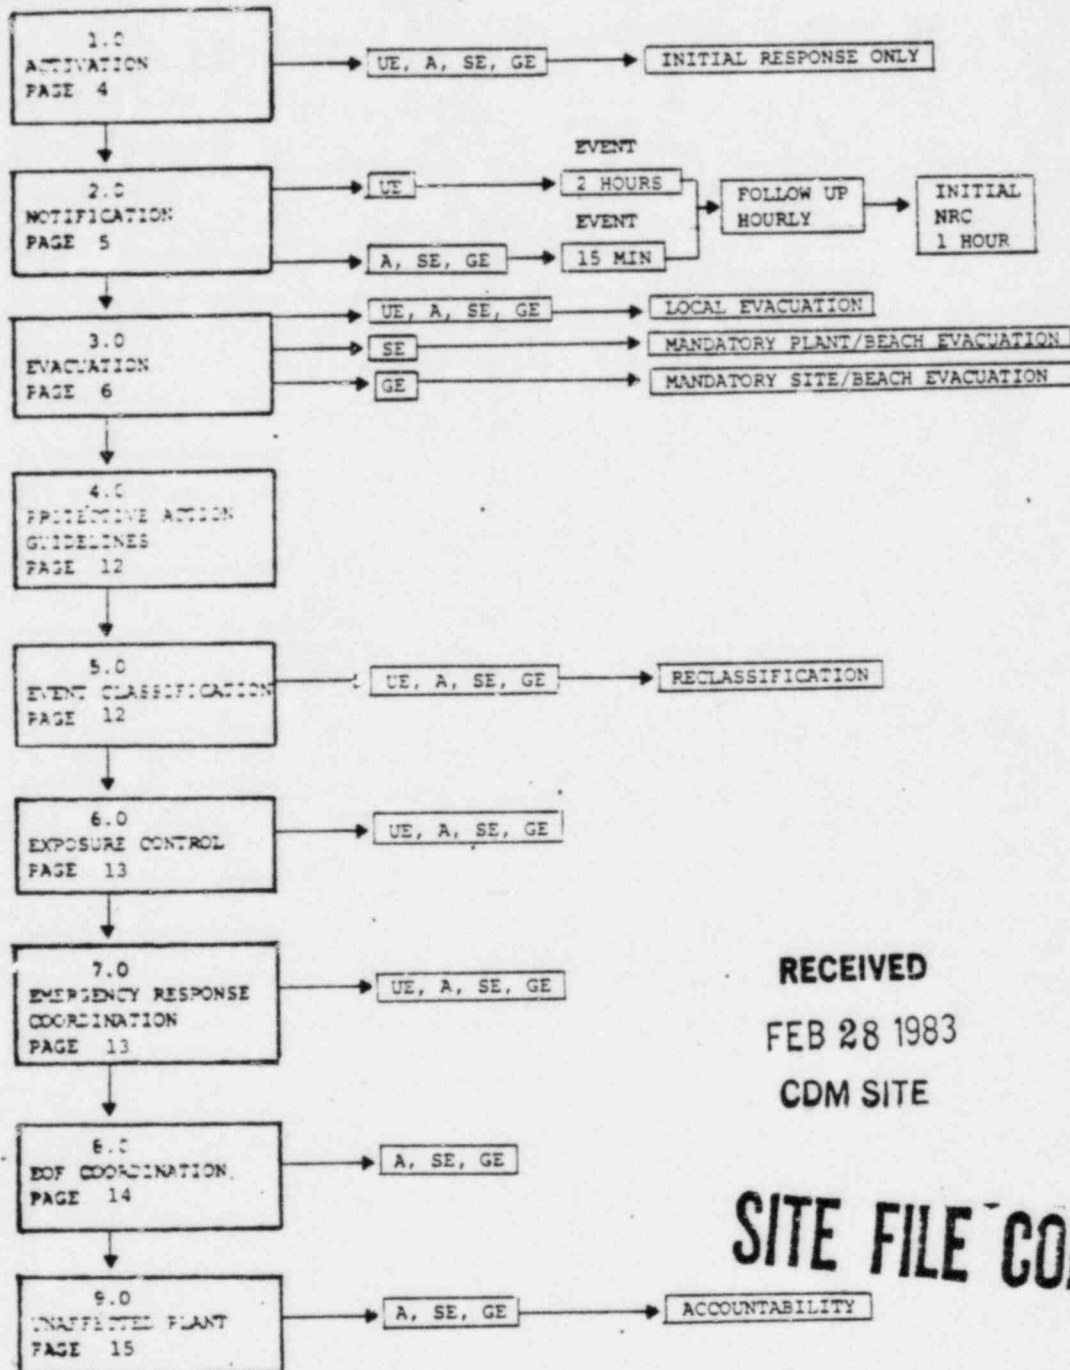 1.0
ACTIVATION
PAGE 4
UE, A, SE, GE
INITIAL RESPONSE ONLY
2.0
NOTIFICATION
PAGE 5
UE
EVENT
2 HOURS
A, SE, GE
EVENT
15 MIN
FOLLOW UP
HOURLY
INITIAL
NRC
1 HOUR
3.0
EVACUATION
PAGE 6
UE, A, SE, GE
LOCAL EVACUATION
SE
MANDATORY PLANT/BEACH EVACUATION
GE
MANDATORY SITE/BEACH EVACUATION
4.0
PROTECTIVE ACTION
GUIDELINES
PAGE 12
5.0
EVENT CLASSIFICATION
PAGE 12
UE, A, SE, GE
RECLASSIFICATION
6.0
EXPOSURE CONTROL
PAGE 13
UE, A, SE, GE
7.0
EMERGENCY RESPONSE
COORDINATION
PAGE 13
UE, A, SE, GE
RECEIVED
FEB 28 1983
CDM SITE
8.0
EOF COORDINATION
PAGE 14
A, SE, GE
SITE FILE CO
9.0
UNAFFECTED PLANT
PAGE 15
A, SE, GE
ACCOUNTABILITY